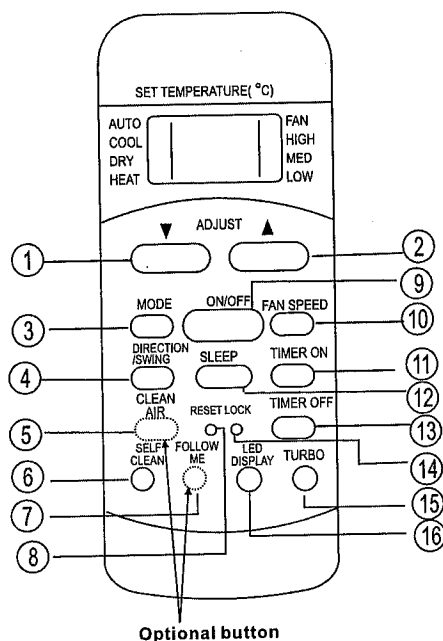 SET TEMPERATURE(°C)
AUTO
COOL
DRY
HEAT
FAN
HIGH
MED
LOW
▼ ADJUST ▲
1
2
MODE
ON/OFF
FAN SPEED
9
3
10
DIRECTION
/SWING
SLEEP
TIMER ON
4
11
12
CLEAN
AIR
RESET LOCK
TIMER OFF
5
13
SELF
CLEAN
FOLLOW
ME
LED
DISPLAY
TURBO
6
14
7
15
8
16
Optional button